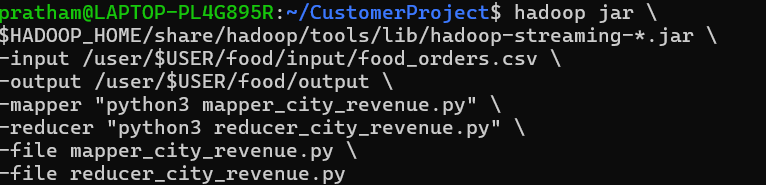 pratham@LAPTOP-PL4G895R:~/CustomerProject$ hadoop jar \
$HADOOP_HOME/share/hadoop/tools/lib/hadoop-streaming-*.jar \
-input /user/$USER/food/input/food_orders.csv \
-output /user/$USER/food/output \
-mapper "python3 mapper_city_revenue.py" \
-reducer "python3 reducer_city_revenue.py" \
-file mapper_city_revenue.py \
-file reducer_city_revenue.py